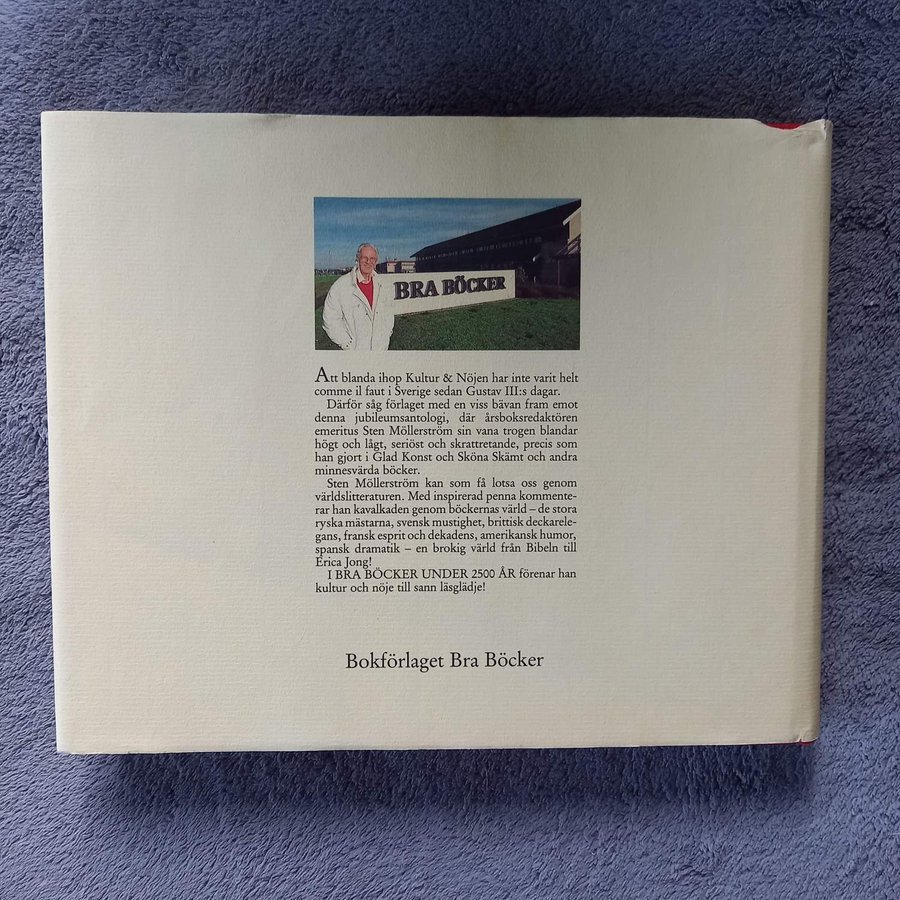 BRA BÖCKER
Att blanda ihop Kultur & Nöjen har inte varit helt
comme il faut i Sverige sedan Gustav III:s dagar.
Därför såg förlaget med en viss bävan fram emot
denna jubileumsantologi, där årsboksredaktören
emeritus Sten Möllerström sin vana trogen blandar
högt och lågt, seriöst och skrattretande, precis som
han gjort i Glad Konst och Sköna Skämt och andra
minnesvärda böcker.
Sten Möllerström kan som få lotsa oss genom
världslitteraturen. Med inspirerad penna kommente-
rar han kavalkaden genom böckernas värld – de stora
ryska mästarna, svensk mustighet, brittisk deckarele-
gans, fransk esprit och dekadens, amerikansk humor,
spansk dramatik – en brokig värld från Bibeln till
Erica Jong!
I BRA BÖCKER UNDER 2500 ÅR förenar han
kultur och nöje till sann läsglädje!
Bokförlaget Bra Böcker